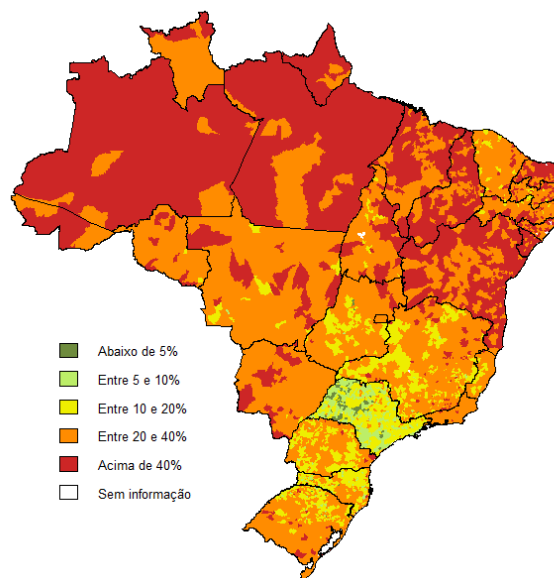 Abaixo de 5%
Entre 5 e 10%
Entre 10 e 20%
Entre 20 e 40%
Acima de 40%
Sem informação